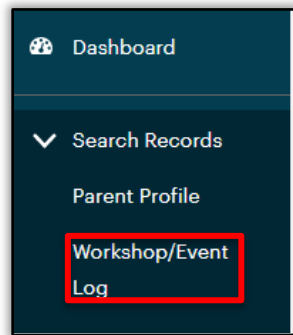 Dashboard
Search Records
Parent Profile
Workshop/Event
Log